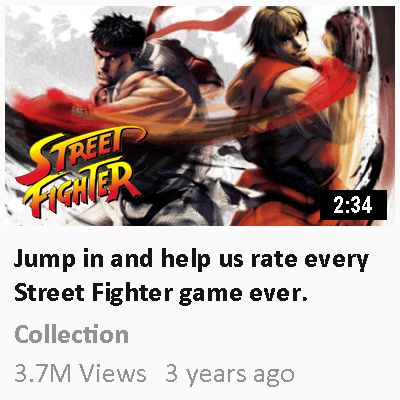 STREET
FIGHTER
2:34
Jump in and help us rate every
Street Fighter game ever.
Collection
3.7M Views 3 years ago